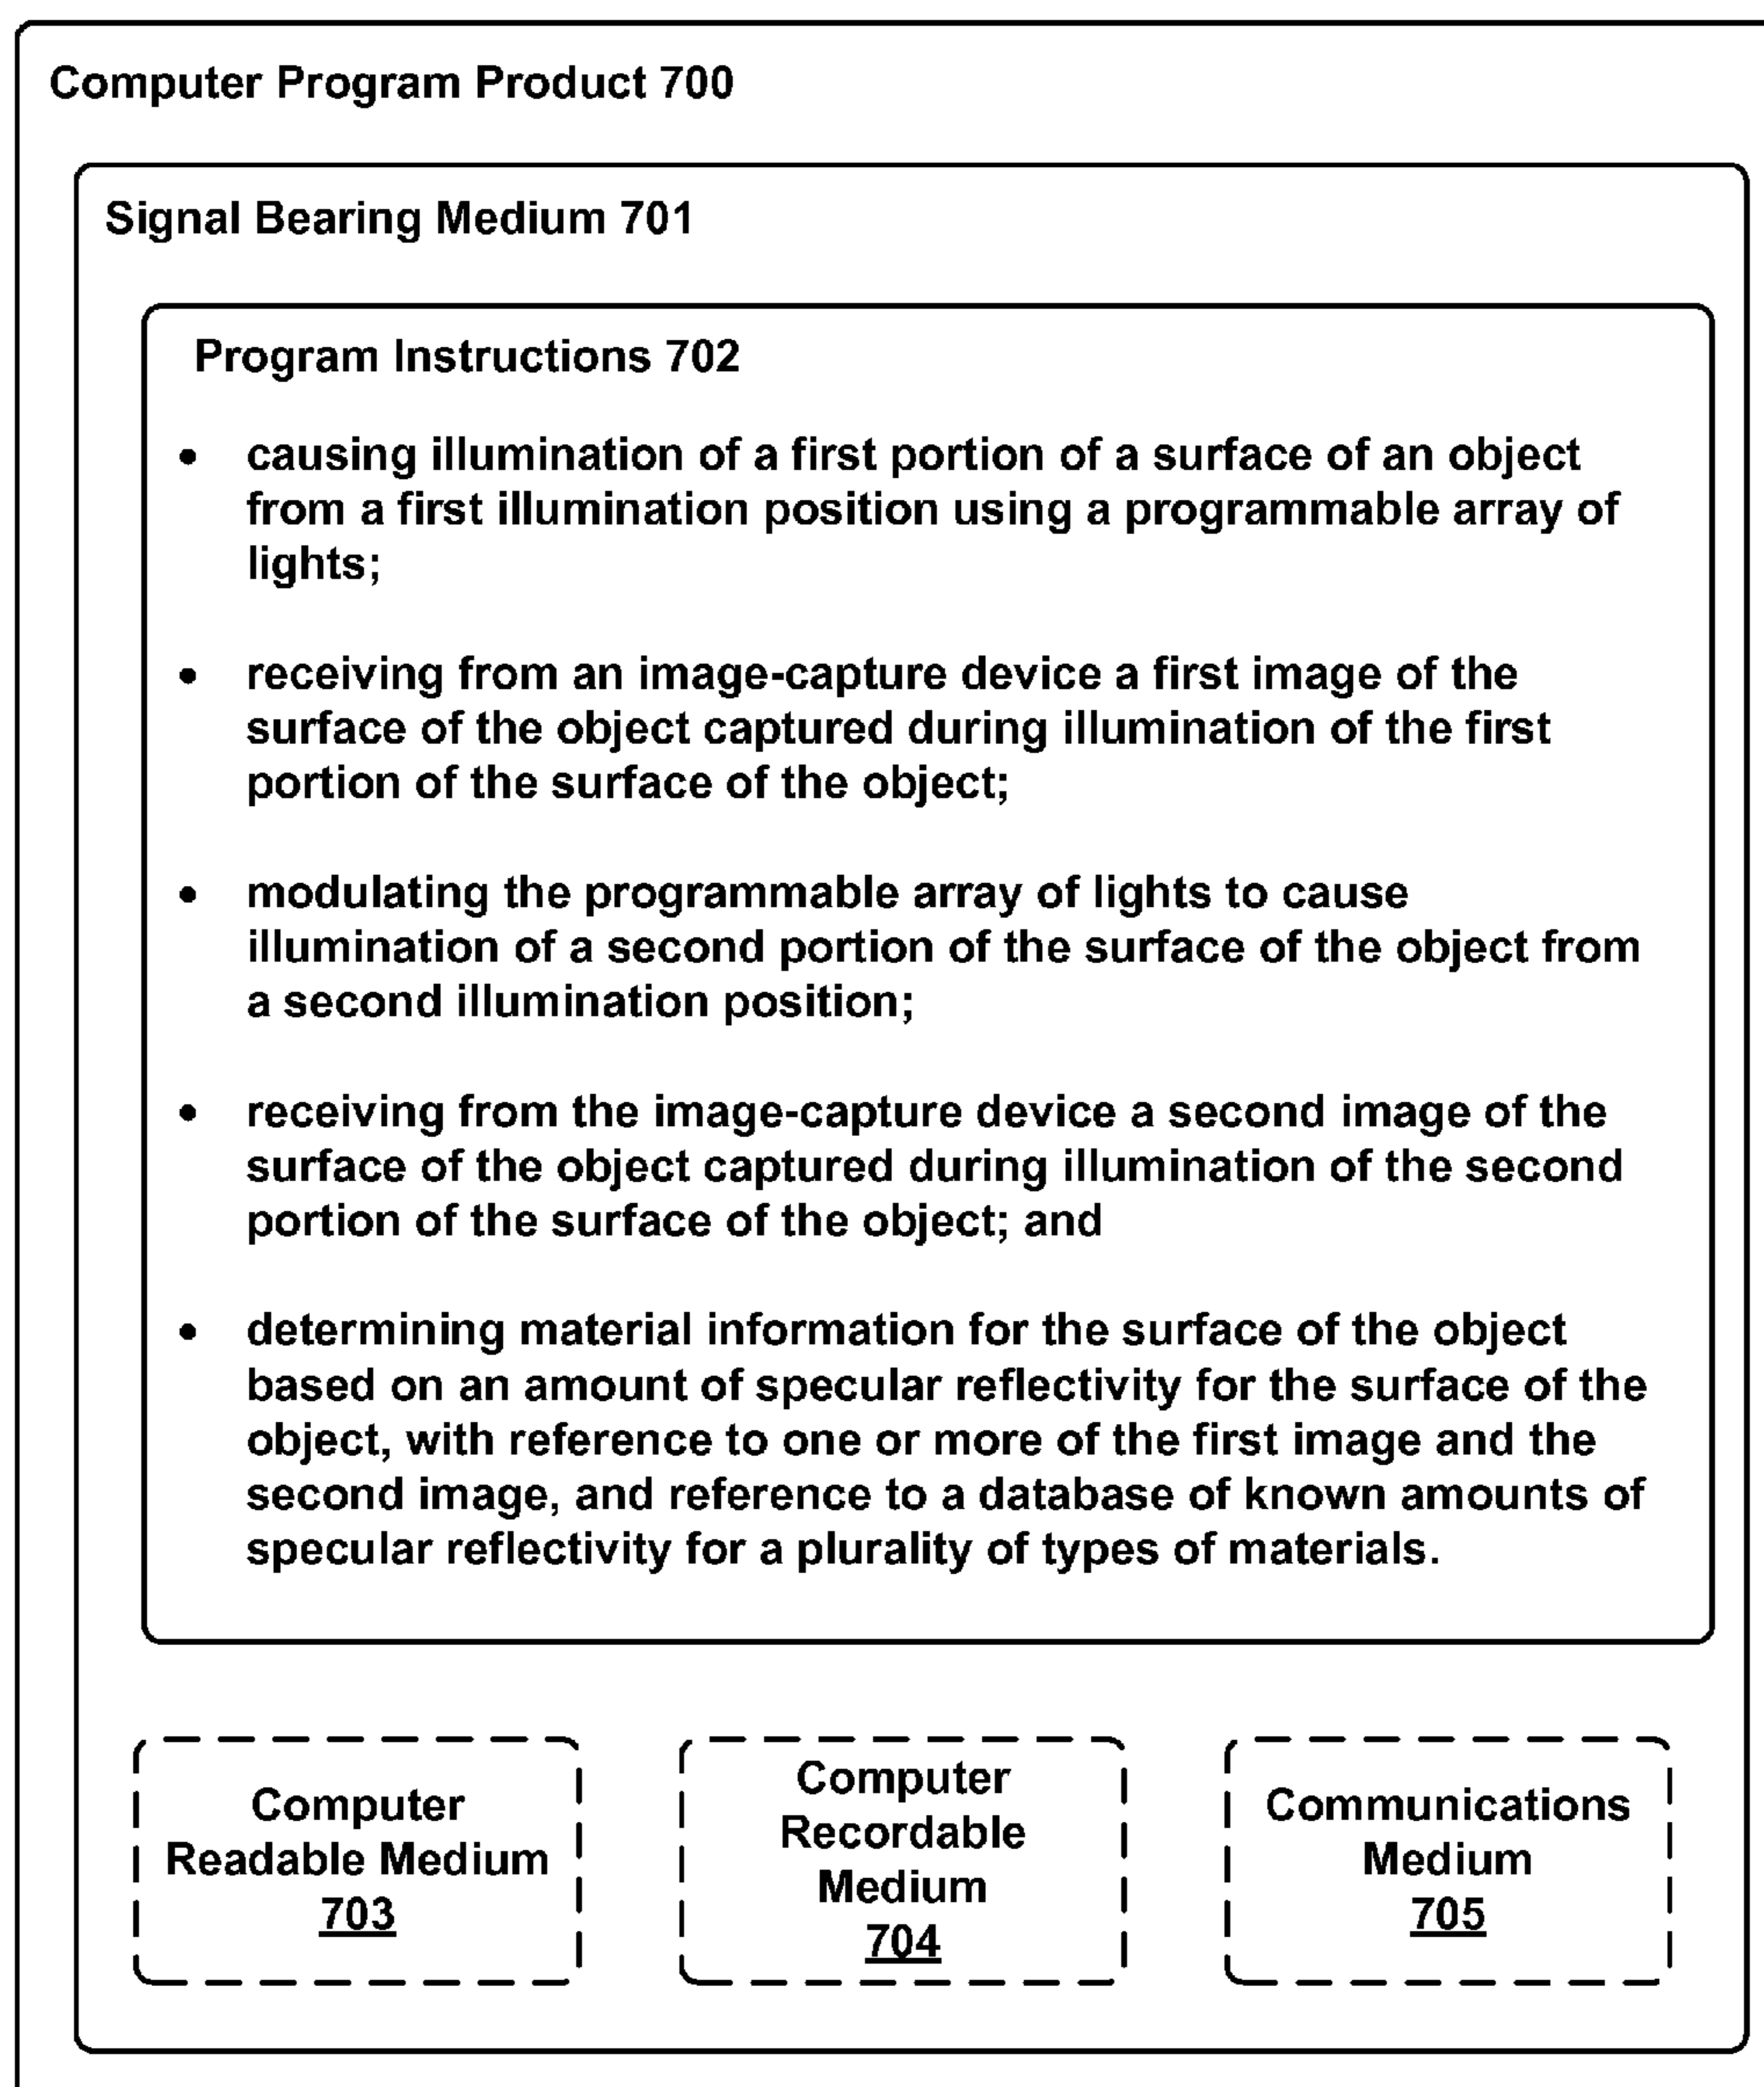 Computer Program Product 700
Signal Bearing Medium 701
Program Instructions 702
• causing illumination of a first portion of a surface of an object
from a first illumination position using a programmable array of
lights;
• receiving from an image-capture device a first image of the
surface of the object captured during illumination of the first
portion of the surface of the object;
• modulating the programmable array of lights to cause
illumination of a second portion of the surface of the object from
a second illumination position;
• receiving from the image-capture device a second image of the
surface of the object captured during illumination of the second
portion of the surface of the object; and
• determining material information for the surface of the object
based on an amount of specular reflectivity for the surface of the
object, with reference to one or more of the first image and the
second image, and reference to a database of known amounts of
specular reflectivity for a plurality of types of materials.
Computer
Readable Medium
703
Computer
Recordable
Medium
704
Communications
Medium
705